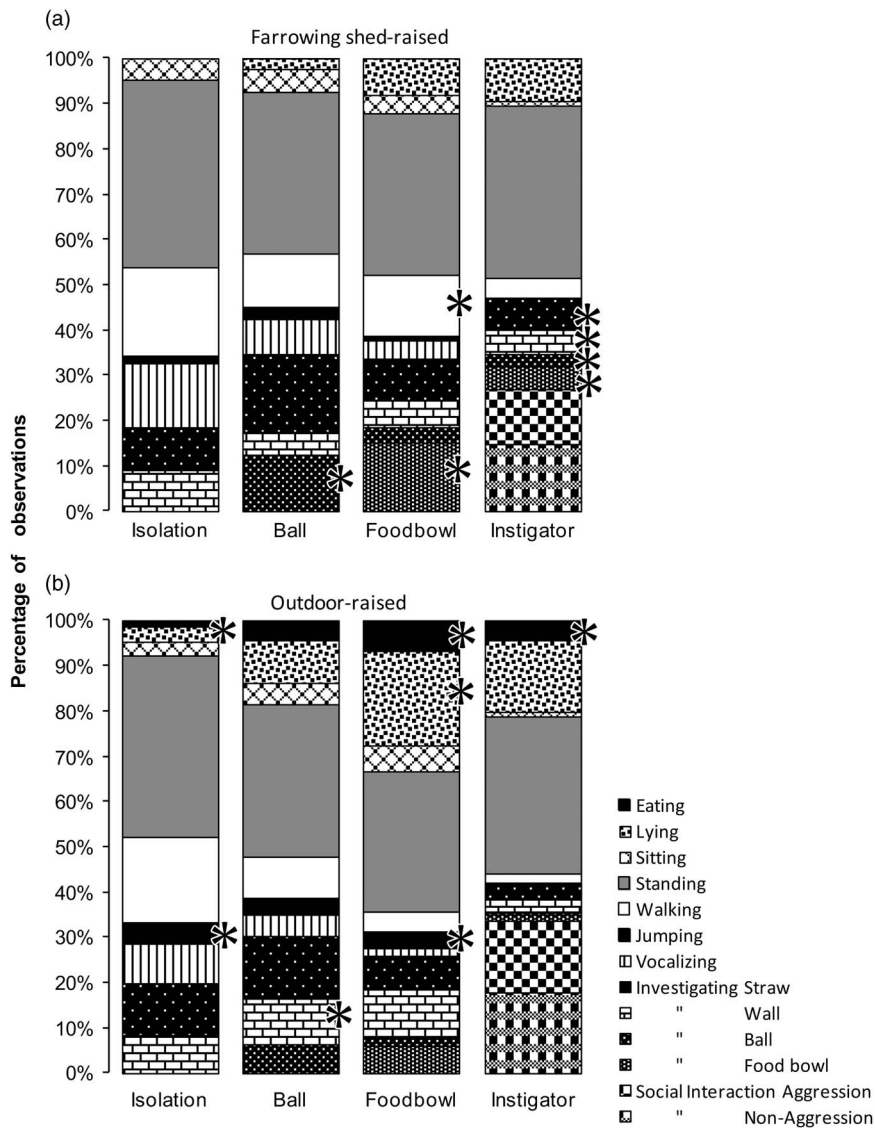 (a)
Farrowing shed-raised
100%
90%
80%
70%
60%
50%
40%
30%
20%
10%
0%
Isolation Ball Foodbowl Instigator
Percentage of observations
(b)
Outdoor-raised
100%
90%
80%
70%
60%
50%
40%
30%
20%
10%
0%
Isolation Ball Foodbowl Instigator
Eating
Lying
Sitting
Standing
Walking
Jumping
Vocalizing
Investigating Straw
" Wall
" Ball
" Food bowl
Social Interaction Aggression
" Non-Aggression